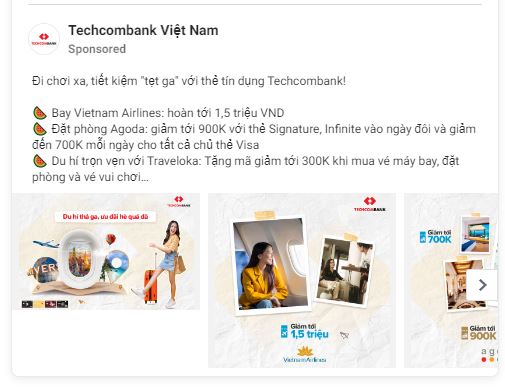 Techcombank Việt Nam
Sponsored
TECHCOMBANK
Đi chơi xa, tiết kiệm "tẹt ga" với thẻ tín dụng Techcombank!
Bay Vietnam Airlines: hoàn tới 1,5 triệu VND
Đặt phòng Agoda: giảm tới 900K với thẻ Signature, Infinite vào ngày đôi và giảm
đến 700K mỗi ngày cho tất cả chủ thẻ Visa
Du hí trọn vẹn với Traveloka: Tặng mã giảm tới 300K khi mua vé máy bay, đặt
phòng và vé vui chơi...
TECHCOMBANK
Du hí thả ga, ưu đãi hè quá đã
TECHCOMBANK
Giảm tới
1,5 triệu
Vietnam Airlines
Giảm tới
700K
Giảm tới
900K
ag